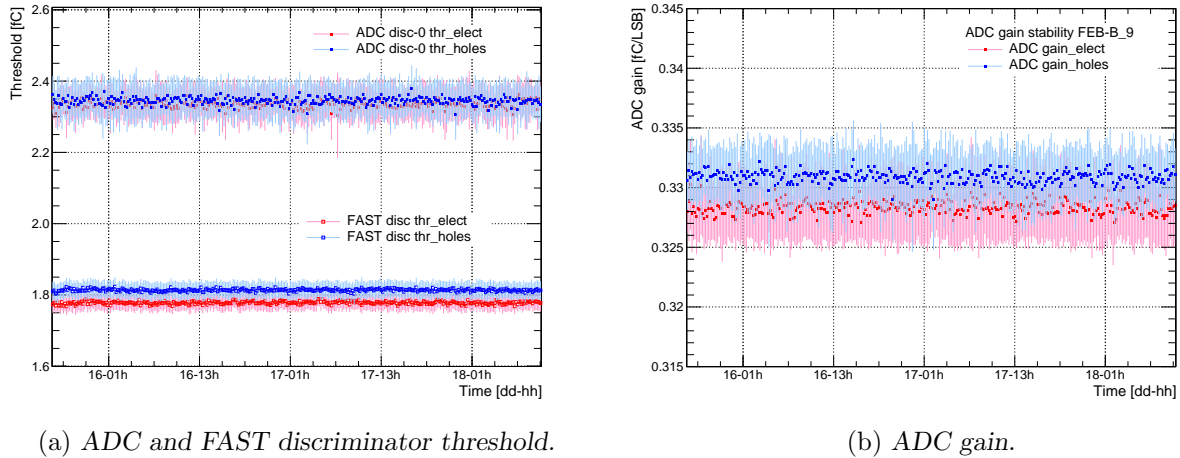 Threshold [fC]
2.6
2.4
2.2
2.0
1.8
1.6
ADC disc-0 thr_elect
ADC disc-0 thr_holes
FAST disc thr_elect
FAST disc thr_holes
16-01h 16-13h 17-01h 17-13h 18-01h
Time [dd-hh]
(a) ADC and FAST discriminator threshold.
ADC gain [fC/LSB]
0.345
0.34
0.335
0.33
0.325
0.32
0.315
ADC gain stability FEB-B_9
ADC gain_elect
ADC gain_holes
16-01h 16-13h 17-01h 17-13h 18-01h
Time [dd-hh]
(b) ADC gain.